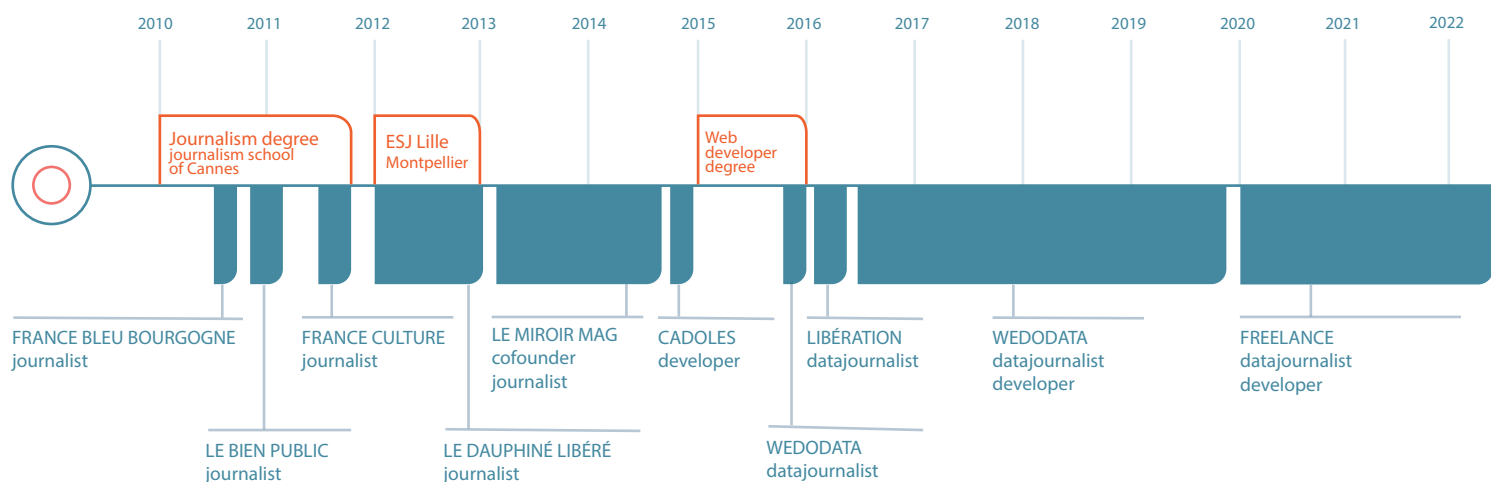 2010
2011
2012
2013
2014
2015
2016
2017
2018
2019
2020
2021
2022
Journalism degree
journalism school
of Cannes
ESJ Lille
Montpellier
Web
developer
degree
FRANCE BLEU BOURGOGNE
journalist
FRANCE CULTURE
journalist
LE MIROIR MAG
cofounder
journalist
CADOLES
developer
LIBÉRATION
datajournalist
WEDODATA
datajournalist
developer
FREELANCE
datajournalist
developer
LE BIEN PUBLIC
journalist
LE DAUPHINÉ LIBÉRÉ
journalist
WEDODATA
datajournalist